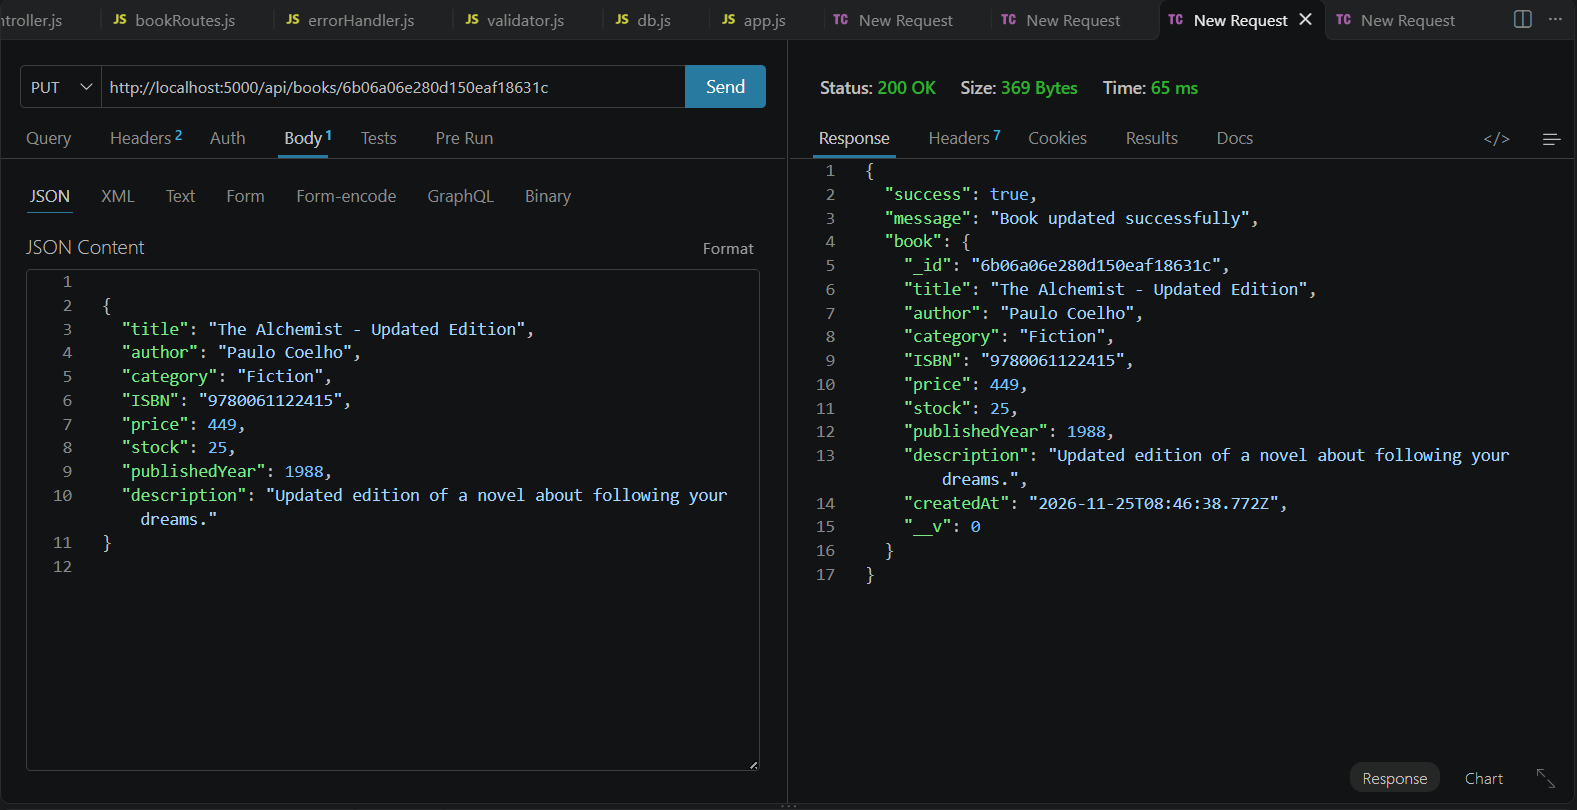 ntroller.js JS bookRoutes.js JS errorHandler.js JS validator.js JS db.js JS app.js TC New Request TC New Request TC New Request TC New Request
PUT http://localhost:5000/api/books/6b06a06e280d150eaf18631c Send
Query Headers 2 Auth Body 1 Tests Pre Run
JSON XML Text Form Form-encode GraphQL Binary
JSON Content Format
1
2 {
3 "title": "The Alchemist - Updated Edition",
4 "author": "Paulo Coelho",
5 "category": "Fiction",
6 "ISBN": "9780061122415",
7 "price": 449,
8 "stock": 25,
9 "publishedYear": 1988,
10 "description": "Updated edition of a novel about following your
dreams."
11 }
12
Status: 200 OK Size: 369 Bytes Time: 65 ms
Response Headers 7 Cookies Results Docs </>
1 {
2 "success": true,
3 "message": "Book updated successfully",
4 "book": {
5 "_id": "6b06a06e280d150eaf18631c",
6 "title": "The Alchemist - Updated Edition",
7 "author": "Paulo Coelho",
8 "category": "Fiction",
9 "ISBN": "9780061122415",
10 "price": 449,
11 "stock": 25,
12 "publishedYear": 1988,
13 "description": "Updated edition of a novel about following your
dreams.",
14 "createdAt": "2026-11-25T08:46:38.772Z",
15 "__v": 0
16 }
17 }
Response Chart